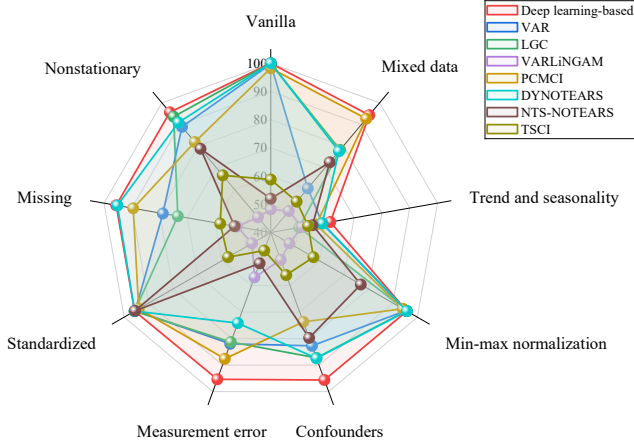 Vanilla
Mixed data
Trend and seasonality
Min-max normalization
Confounders
Measurement error
Standardized
Missing
Nonstationary
100
90
80
70
60
50
40
Deep learning-based
VAR
LGC
VARLiNGAM
PCMCI
DYNOTEARS
NTS-NOTEARS
TSCI